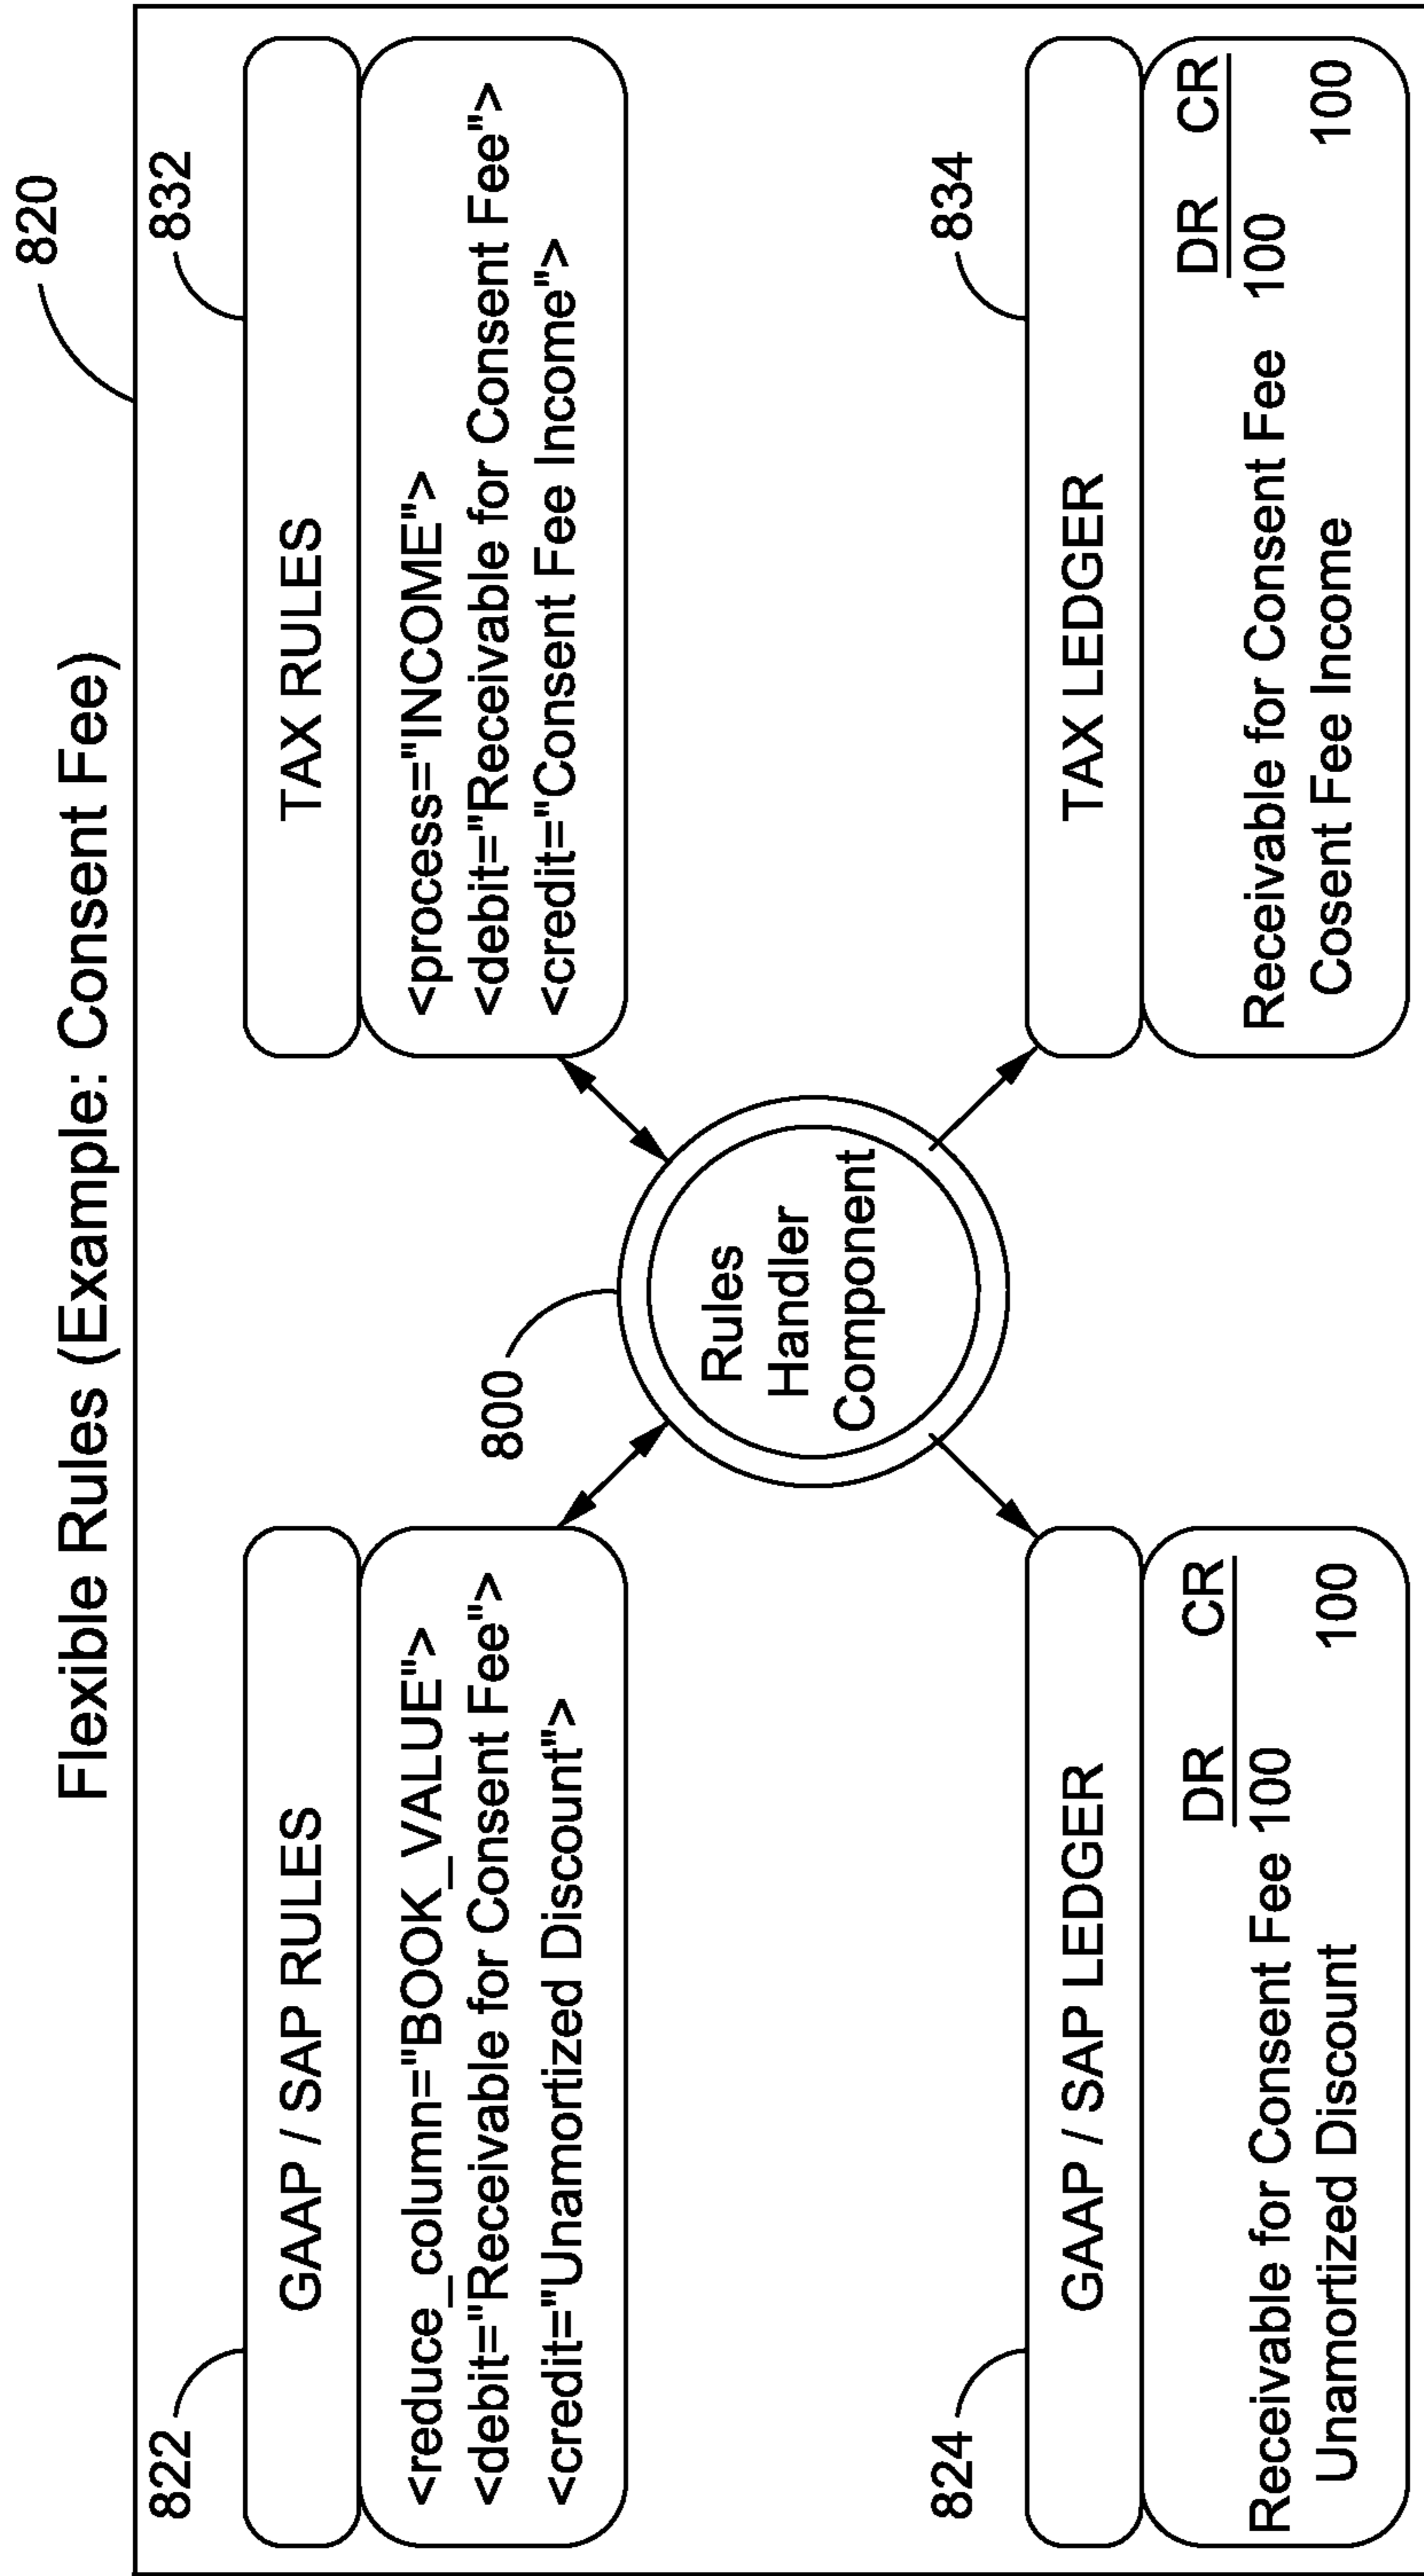 Flexible Rules (Example: Consent Fee)
820
822
GAAP / SAP RULES
<reduce_column="BOOK_VALUE">
<debit="Receivable for Consent Fee">
<credit="Unamortized Discount">
832
TAX RULES
<process="INCOME">
<debit="Receivable for Consent Fee">
<credit="Consent Fee Income">
800
Rules
Handler
Component
824
GAAP / SAP LEDGER
DR CR
Receivable for Consent Fee 100
Unamortized Discount 100
834
TAX LEDGER
DR CR
Receivable for Consent Fee 100
Cosent Fee Income 100